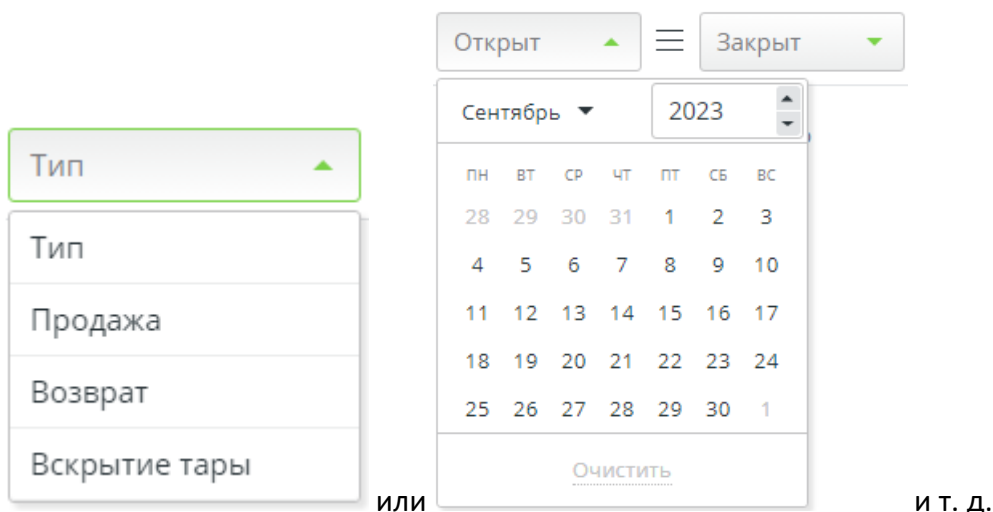 Тип
Тип
Продажа
Возврат
Вскрытие тары
или
Открыт Закрыт
Сентябрь 2023
ПН ВТ СР ЧТ ПТ СБ ВС
28 29 30 31 1 2 3
4 5 6 7 8 9 10
11 12 13 14 15 16 17
18 19 20 21 22 23 24
25 26 27 28 29 30 1
Очистить
и т. д.